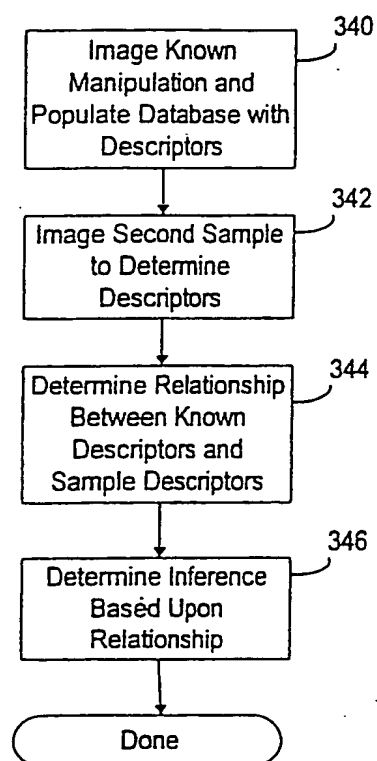 340
Image Known
Manipulation and
Populate Database with
Descriptors
342
Image Second Sample
to Determine
Descriptors
344
Determine Relationship
Between Known
Descriptors and
Sample Descriptors
346
Determine Inference
Based Upon
Relationship
Done